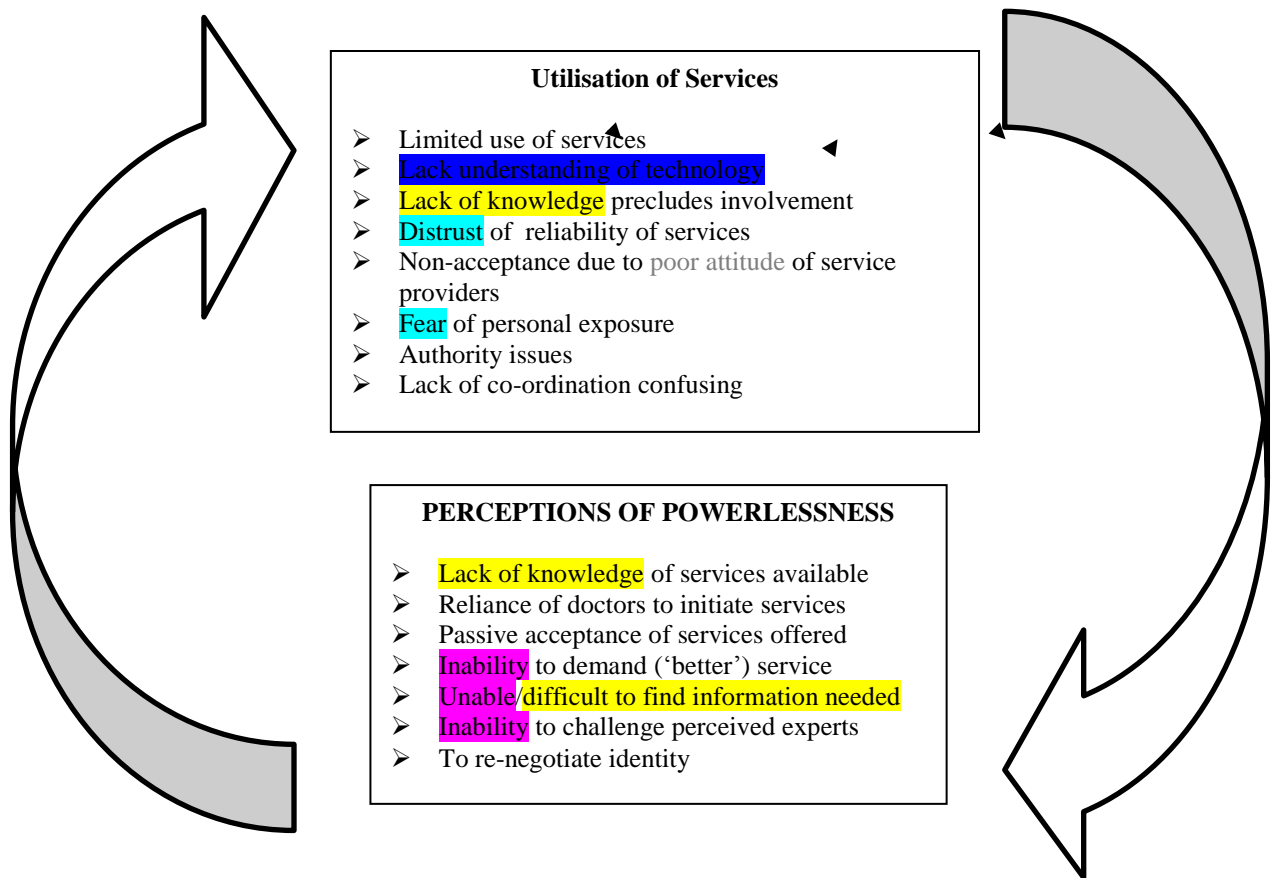 Utilisation of Services
➢ Limited use of services
➢ Lack understanding of technology
➢ Lack of knowledge precludes involvement
➢ Distrust of reliability of services
➢ Non-acceptance due to poor attitude of service
providers
➢ Fear of personal exposure
➢ Authority issues
➢ Lack of co-ordination confusing
PERCEPTIONS OF POWERLESSNESS
➢ Lack of knowledge of services available
➢ Reliance of doctors to initiate services
➢ Passive acceptance of services offered
➢ Inability to demand (‘better’) service
➢ Unable/difficult to find information needed
➢ Inability to challenge perceived experts
➢ To re-negotiate identity